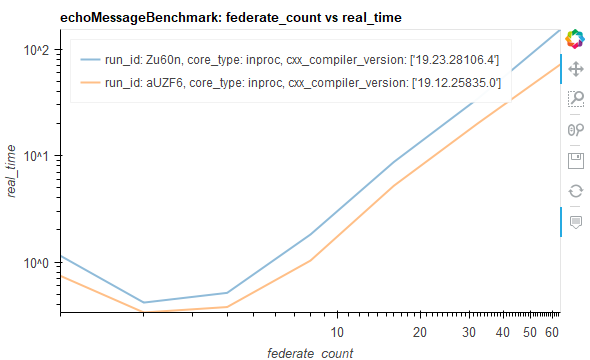 echoMessageBenchmark: federate_count vs real_time
run_id: Zu60n, core_type: inproc, cxx_compiler_version: ['19.23.28106.4']
run_id: aUZF6, core_type: inproc, cxx_compiler_version: ['19.12.25835.0']
10^2
10^1
10^0
real_time
10
20
30
40
50
60
federate_count